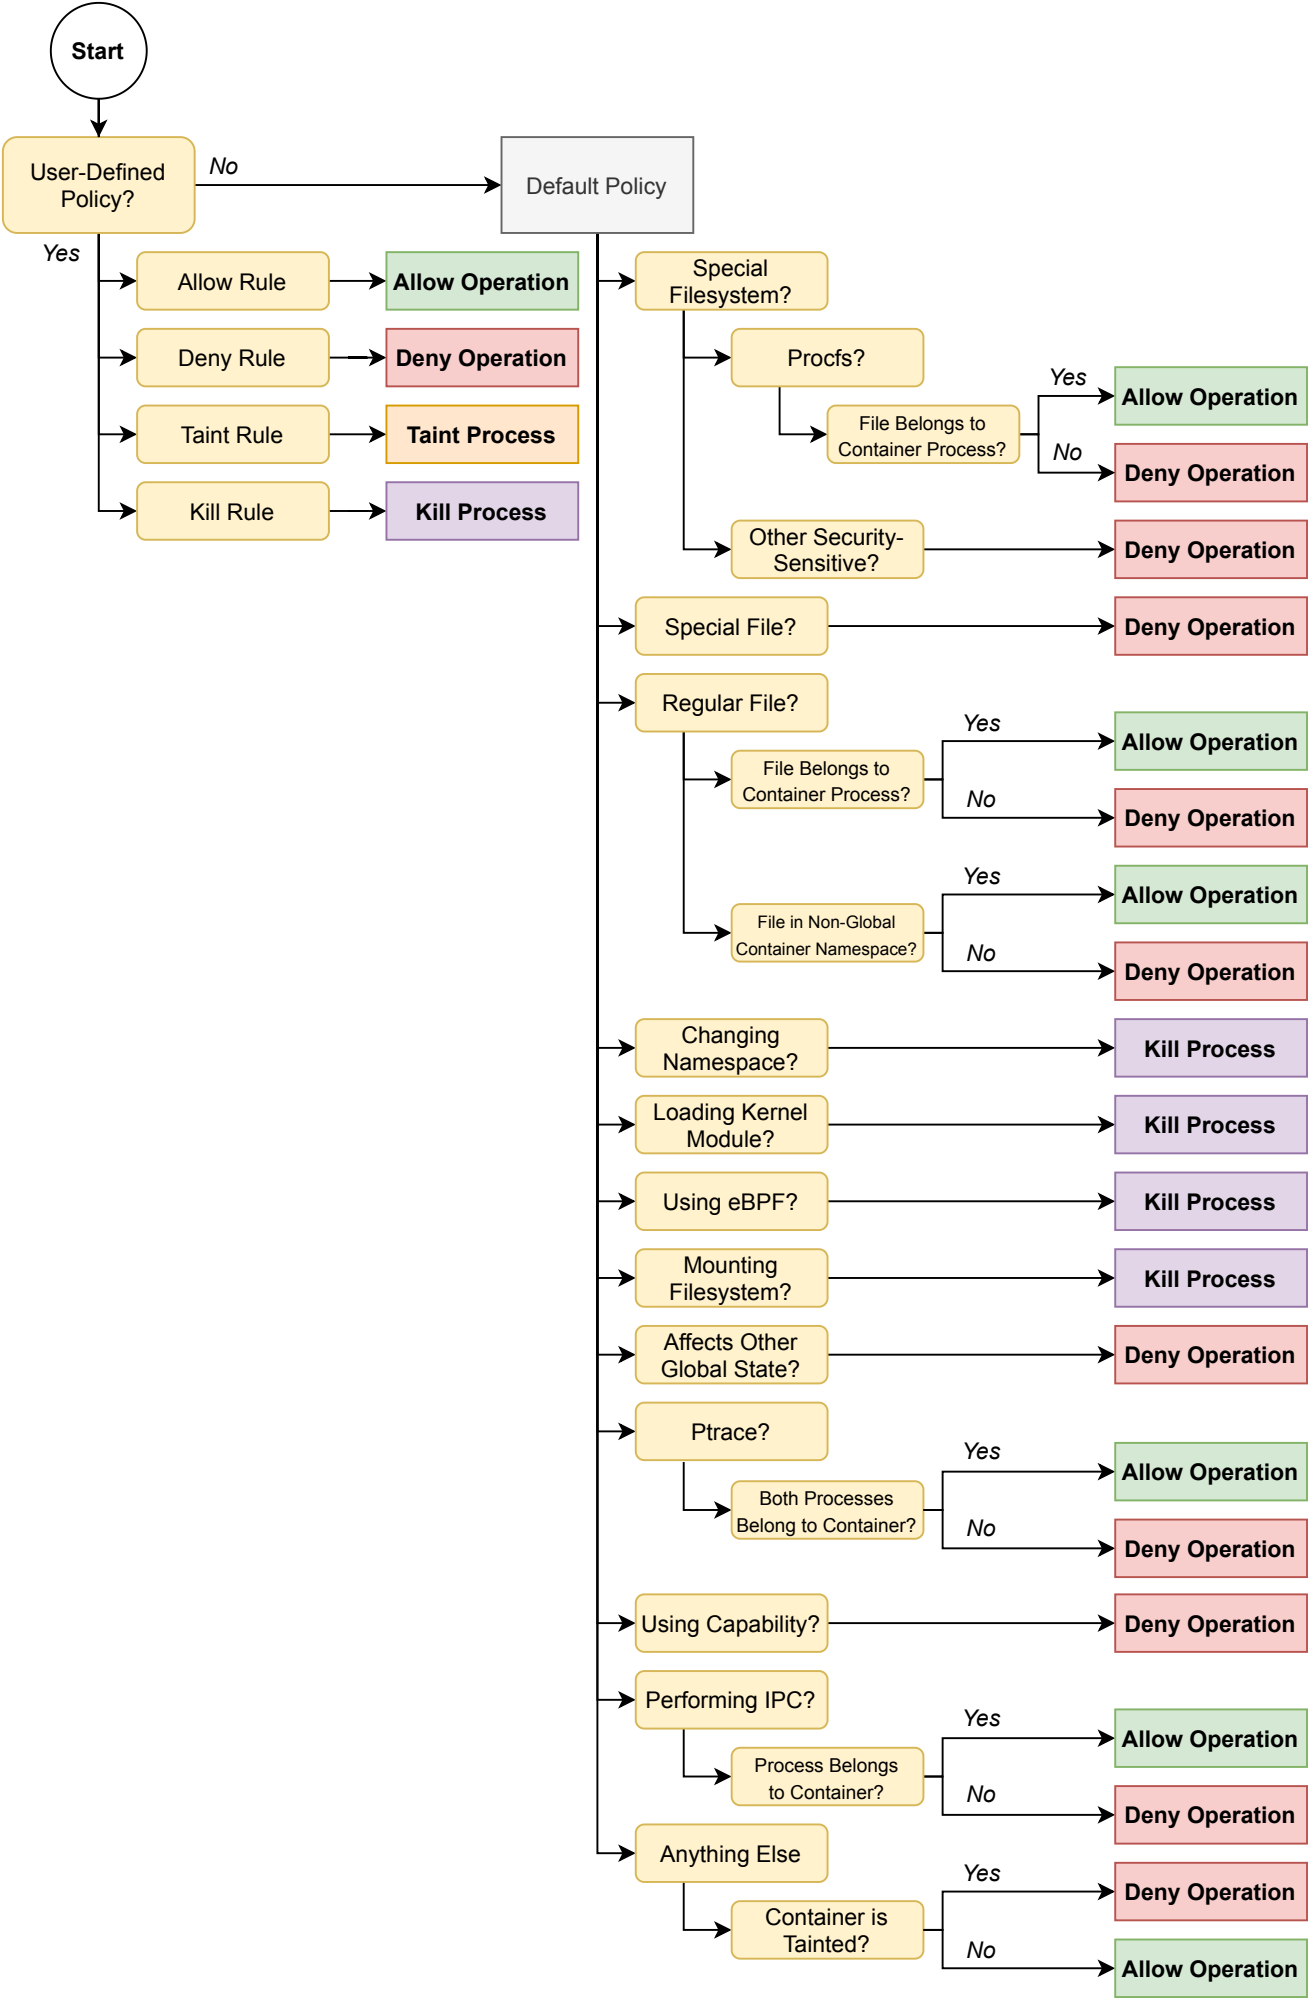 Start
User-Defined
Policy?
No
Default Policy
Yes
Allow Rule
Allow Operation
Deny Rule
Deny Operation
Taint Rule
Taint Process
Kill Rule
Kill Process
Special
Filesystem?
Procfs?
File Belongs to
Container Process?
Yes
Allow Operation
No
Deny Operation
Other Security-
Sensitive?
Deny Operation
Special File?
Deny Operation
Regular File?
File Belongs to
Container Process?
Yes
Allow Operation
No
Deny Operation
File in Non-Global
Container Namespace?
Yes
Allow Operation
No
Deny Operation
Changing
Namespace?
Kill Process
Loading Kernel
Module?
Kill Process
Using eBPF?
Kill Process
Mounting
Filesystem?
Kill Process
Affects Other
Global State?
Deny Operation
Ptrace?
Both Processes
Belong to Container?
Yes
Allow Operation
No
Deny Operation
Using Capability?
Deny Operation
Performing IPC?
Process Belongs
to Container?
Yes
Allow Operation
No
Deny Operation
Anything Else
Container is
Tainted?
Yes
Deny Operation
No
Allow Operation